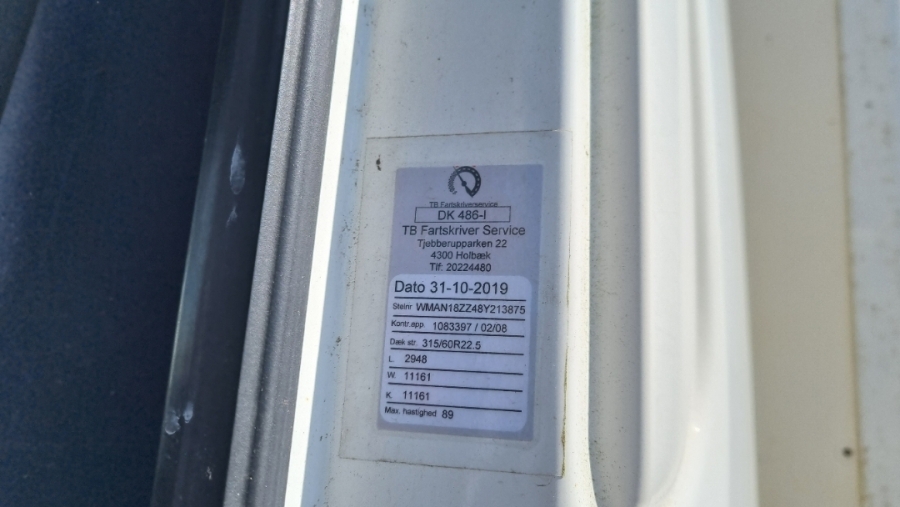 TB Fartskriverservice
DK 486-I
TB Fartskriver Service
Tjebberupparken 22
4300 Holbæk
Tlf: 20224480
Dato 31-10-2019
Stelnr WMAN18ZZ48Y213875
Kontr.app. 1083397 / 02/08
Dæk str. 315/60R22.5
L 2948
W 11161
K 11161
Max. hastighed 89